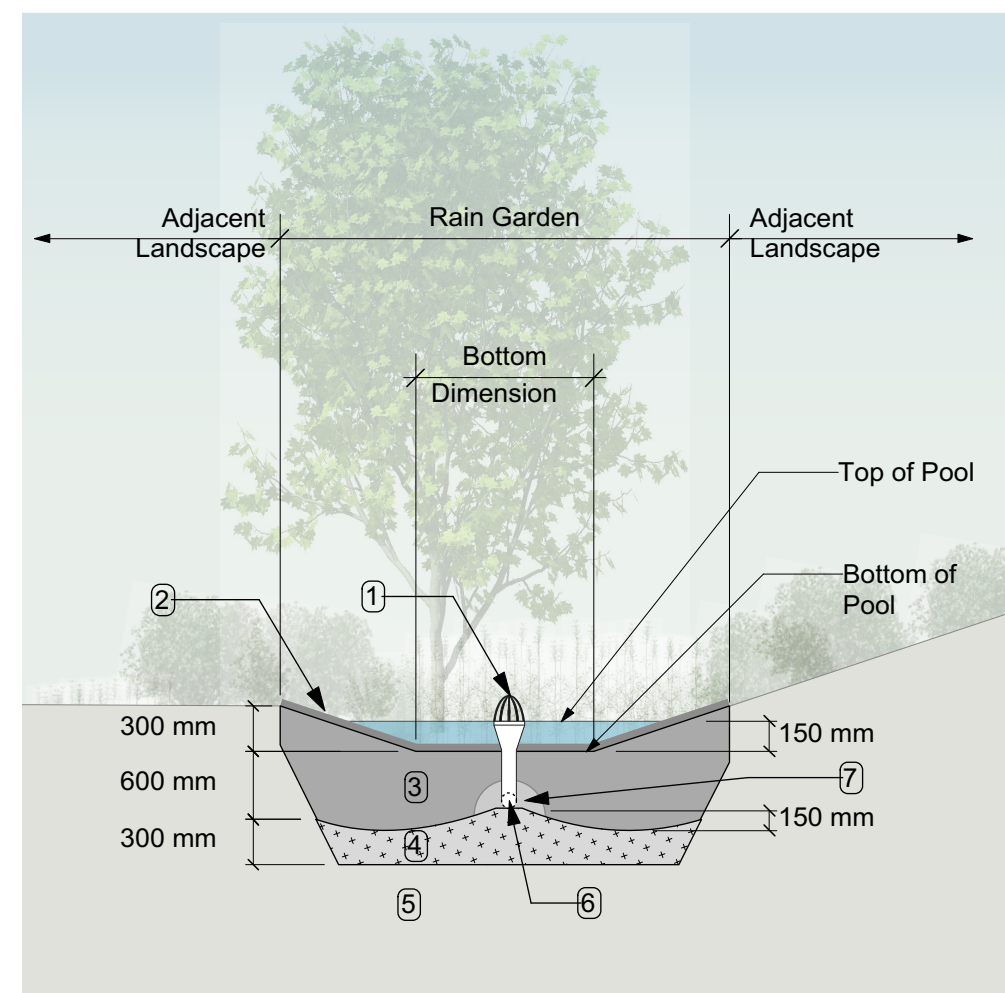 Adjacent
Landscape
Rain Garden
Adjacent
Landscape
Bottom
Dimension
Top of Pool
Bottom of
Pool
2
1
300 mm
150 mm
600 mm
3
7
150 mm
300 mm
4
5
6